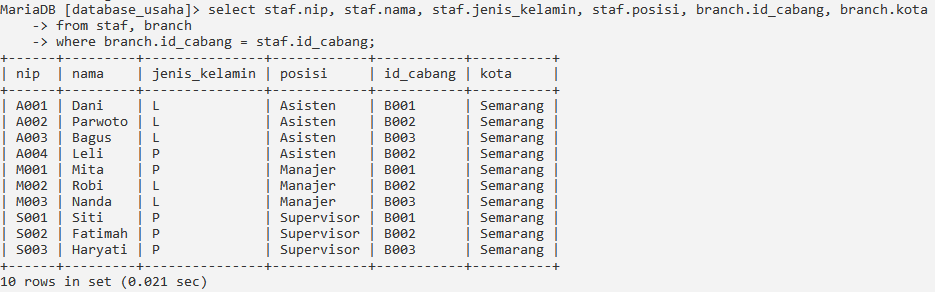 MariaDB [database_usaha]> select staf.nip, staf.nama, staf.jenis_kelamin, staf.posisi, branch.id_cabang, branch.kota
    -> from staf, branch
    -> where branch.id_cabang = staf.id_cabang;
+------+---------+---------------+------------+-----------+----------+
| nip  | nama    | jenis_kelamin | posisi     | id_cabang | kota     |
+------+---------+---------------+------------+-----------+----------+
| A001 | Dani    | L             | Asisten    | B001      | Semarang |
| A002 | Parwoto | L             | Asisten    | B002      | Semarang |
| A003 | Bagus   | L             | Asisten    | B003      | Semarang |
| A004 | Leli    | P             | Asisten    | B002      | Semarang |
| M001 | Mita    | P             | Manajer    | B001      | Semarang |
| M002 | Robi    | L             | Manajer    | B002      | Semarang |
| M003 | Nanda   | L             | Manajer    | B003      | Semarang |
| S001 | Siti    | P             | Supervisor | B001      | Semarang |
| S002 | Fatimah | P             | Supervisor | B002      | Semarang |
| S003 | Haryati | P             | Supervisor | B003      | Semarang |
+------+---------+---------------+------------+-----------+----------+
10 rows in set (0.021 sec)